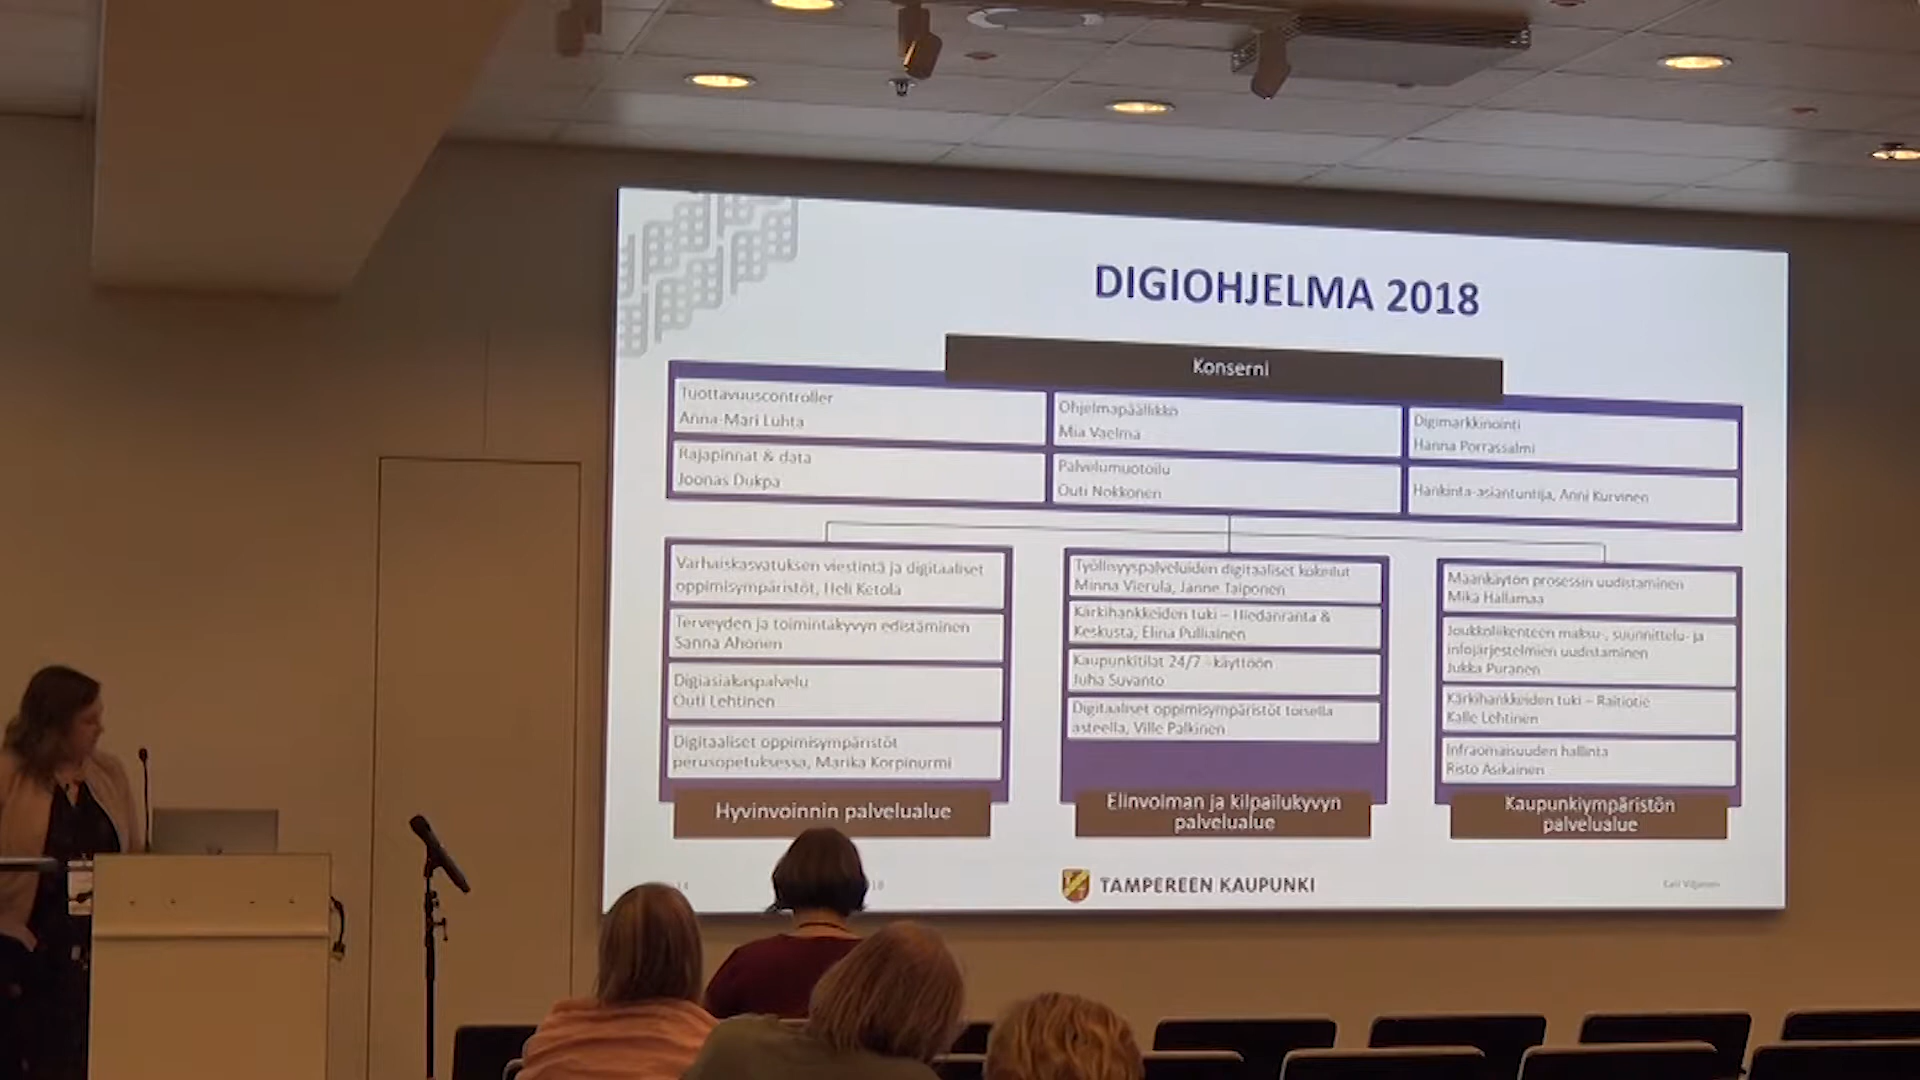 DIGIOHJELMA 2018
Konserni
Tuottavuuscontroller
Anna-Mari Luhta
Ohjelmapäällikkö
Mia Vaelma
Digimarkkinointi
Hanna Porrassalmi
Rajapinnat & data
Joonas Dukpa
Palvelumuotoilu
Outi Nokkonen
Hankinta-asiantuntija, Anni Kurvinen
Varhaiskasvatuksen viestintä ja digitaaliset
oppimisympäristöt, Heli Ketola
Terveyden ja toimintakyvyn edistäminen
Sanna Ahonen
Digiasiakaspalvelu
Outi Lehtinen
Digitaaliset oppimisympäristöt
perusopetuksessa, Marika Korpinurmi
Hyvinvoinnin palvelualue
Työllisyyspalveluiden digitaaliset kokeilut
Minna Vierula, Janne Taiponen
Kärkihankkeiden tuki – Hiedanranta &
Keskusta, Elina Pulliainen
Kaupunkitilat 24/7 - käyttöön
Juha Suvanto
Digitaaliset oppimisympäristöt toisella
asteella, Ville Palkinen
Elinvoiman ja kilpailukyvyn
palvelualue
Maankäytön prosessin uudistaminen
Mika Hallamaa
Joukkoliikenteen maksu-, suunnittelu- ja
infojärjestelmien uudistaminen
Jukka Puranen
Kärkihankkeiden tuki – Raitiotie
Kalle Lehtinen
Infraomaisuuden hallinta
Risto Asikainen
Kaupunkiympäristön
palvelualue
14
TAMPEREEN KAUPUNKI